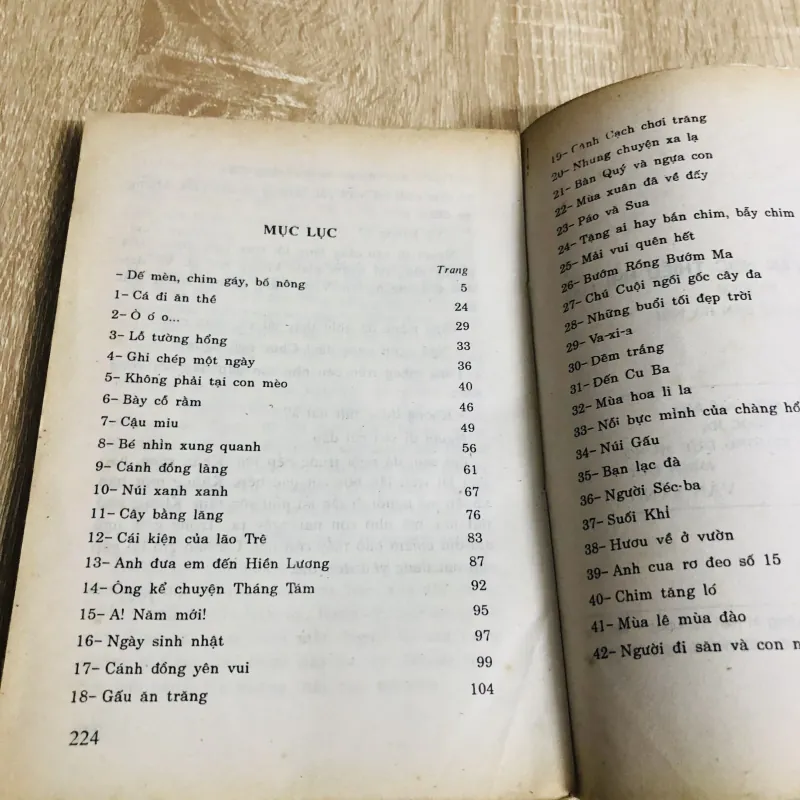 MỤC LỤC
Trang
– Dế mèn, chim gáy, bồ nông 5
1– Cá đi ăn thề 24
2– Ò ó o... 29
3– Lỗ tường hổng 33
4– Ghi chép một ngày 36
5– Không phải tại con mèo 40
6– Bày cỗ rằm 46
7– Cậu miu 49
8– Bé nhìn xung quanh 56
9– Cánh đồng làng 61
10– Núi xanh xanh 67
11– Cây bằng lăng 76
12– Cái kiện của lão Trê 83
13– Anh đưa em đến Hiền Lương 87
14– Ông kể chuyện Tháng Tám 92
15– A! Năm mới! 95
16– Ngày sinh nhật 97
17– Cánh đồng yên vui 99
18– Gấu ăn trăng 104
224
19– Cạch chơi trăng
20– Nhung chuyện xa lạ
21– Bàn Quý và ngựa con
22– Mùa xuân đã về đấy
23– Páo và Sua
24– Tặng ai hay bắn chim, bẫy chim
25– Mải vui quên hết
26– Bướm Rồng Bướm Ma
27– Chú Cuội ngồi gốc cây đa
28– Những buổi tối đẹp trời
29– Va-xi-a
30– Đêm trắng
31– Đến Cu Ba
32– Mùa hoa li la
33– Nỗi bực mình của chàng hổ
34– Núi Gấu
35– Bạn lạc đà
36– Người Séc-ba
37– Suối Khỉ
38– Hươu về ở vườn
39– Anh cua rơ đeo số 15
40– Chim tăng ló
41– Mùa lê mùa đào
42– Người đi săn và con